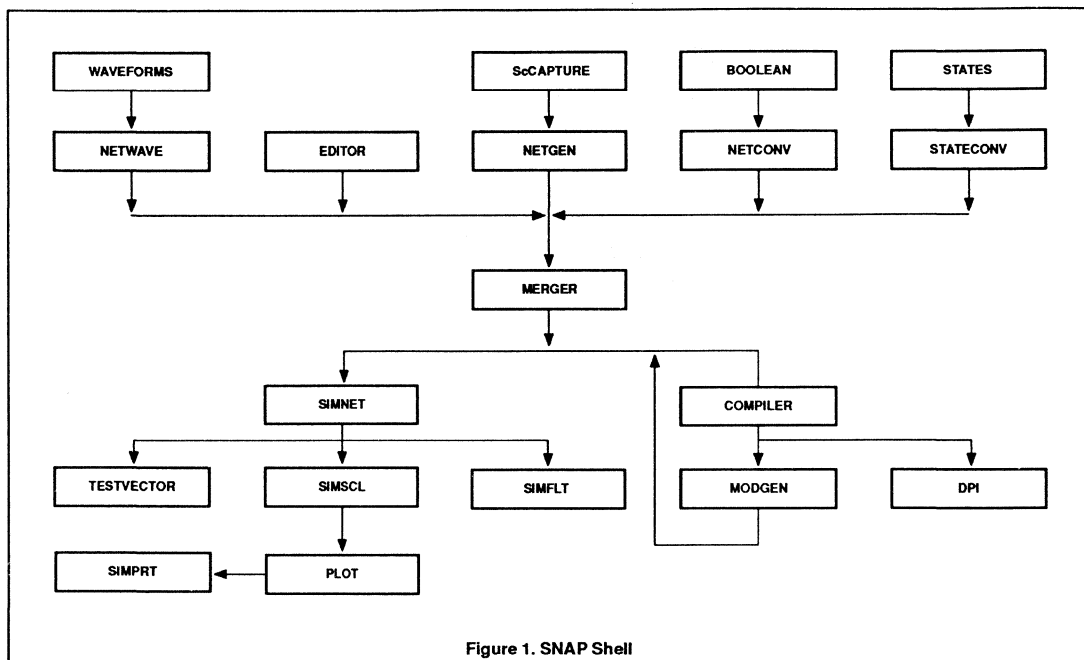 WAVEFORMS
ScCAPTURE
BOOLEAN
STATES
NETWAVE
EDITOR
NETGEN
NETCONV
STATECONV
MERGER
SIMNET
COMPILER
TESTVECTOR
SIMSCL
SIMFLT
MODGEN
DPI
SIMPRT
PLOT
Figure 1. SNAP Shell